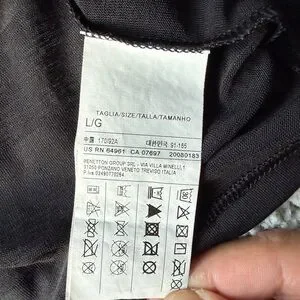 TAGLIA/SIZE/TALLA/TAMANHO
L/G
中国 170/92A 대한민국 91-165
US RN 64961 CA 07697 20080183
BENETTON GROUP SRL - VIA VILLA MINELLI,1
31050 PONZANO VENETO TREVISO ITALIA
P.Iva